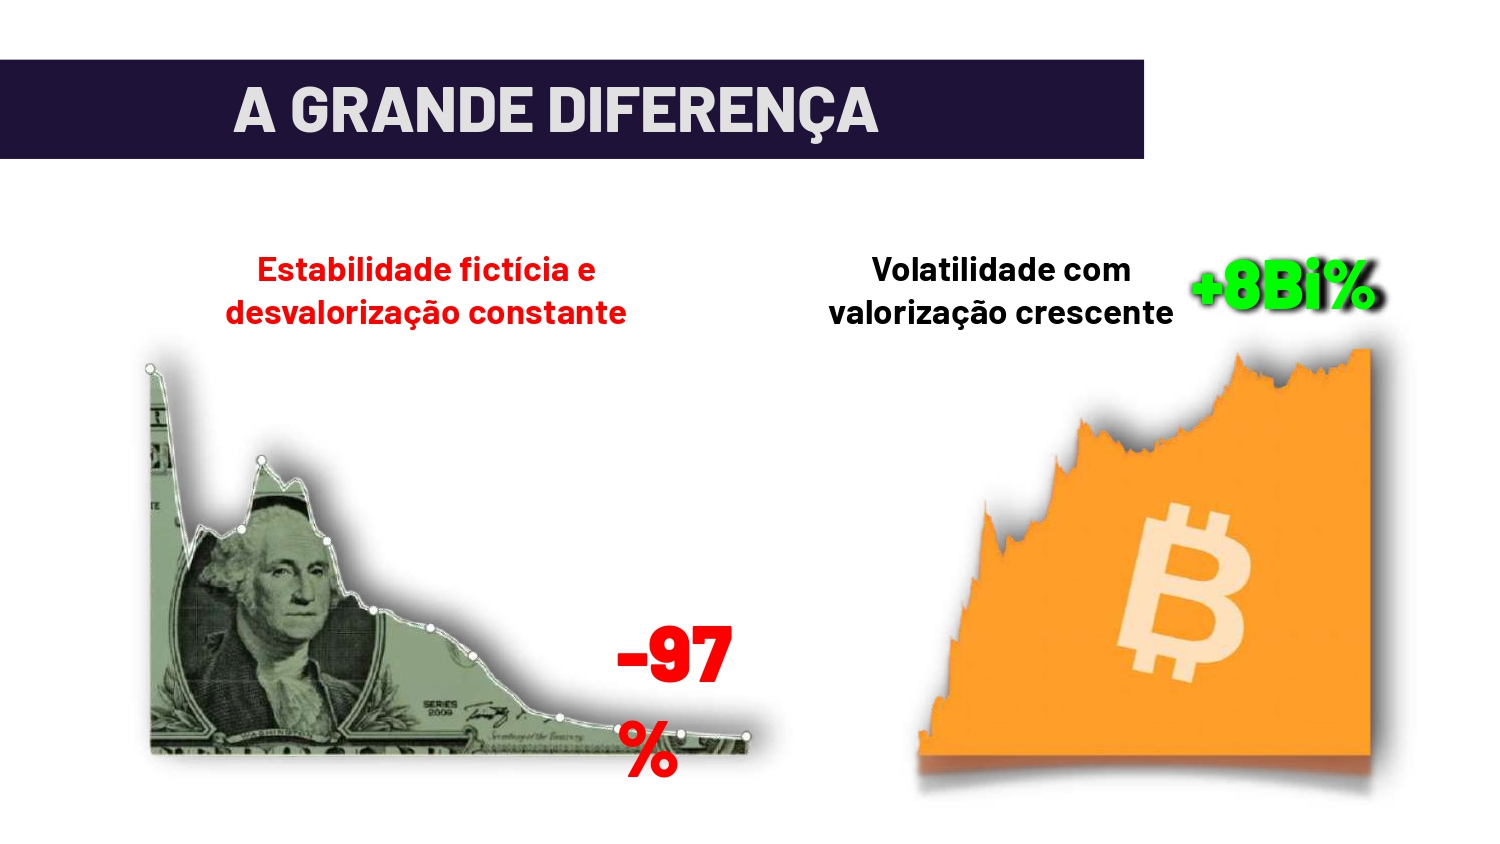 A GRANDE DIFERENÇA
Estabilidade fictícia e
desvalorização constante
Volatilidade com
valorização crescente
+8Bi%
-97
%
SERIES
2009
Secretary of the Treasury.
WASHINGTON